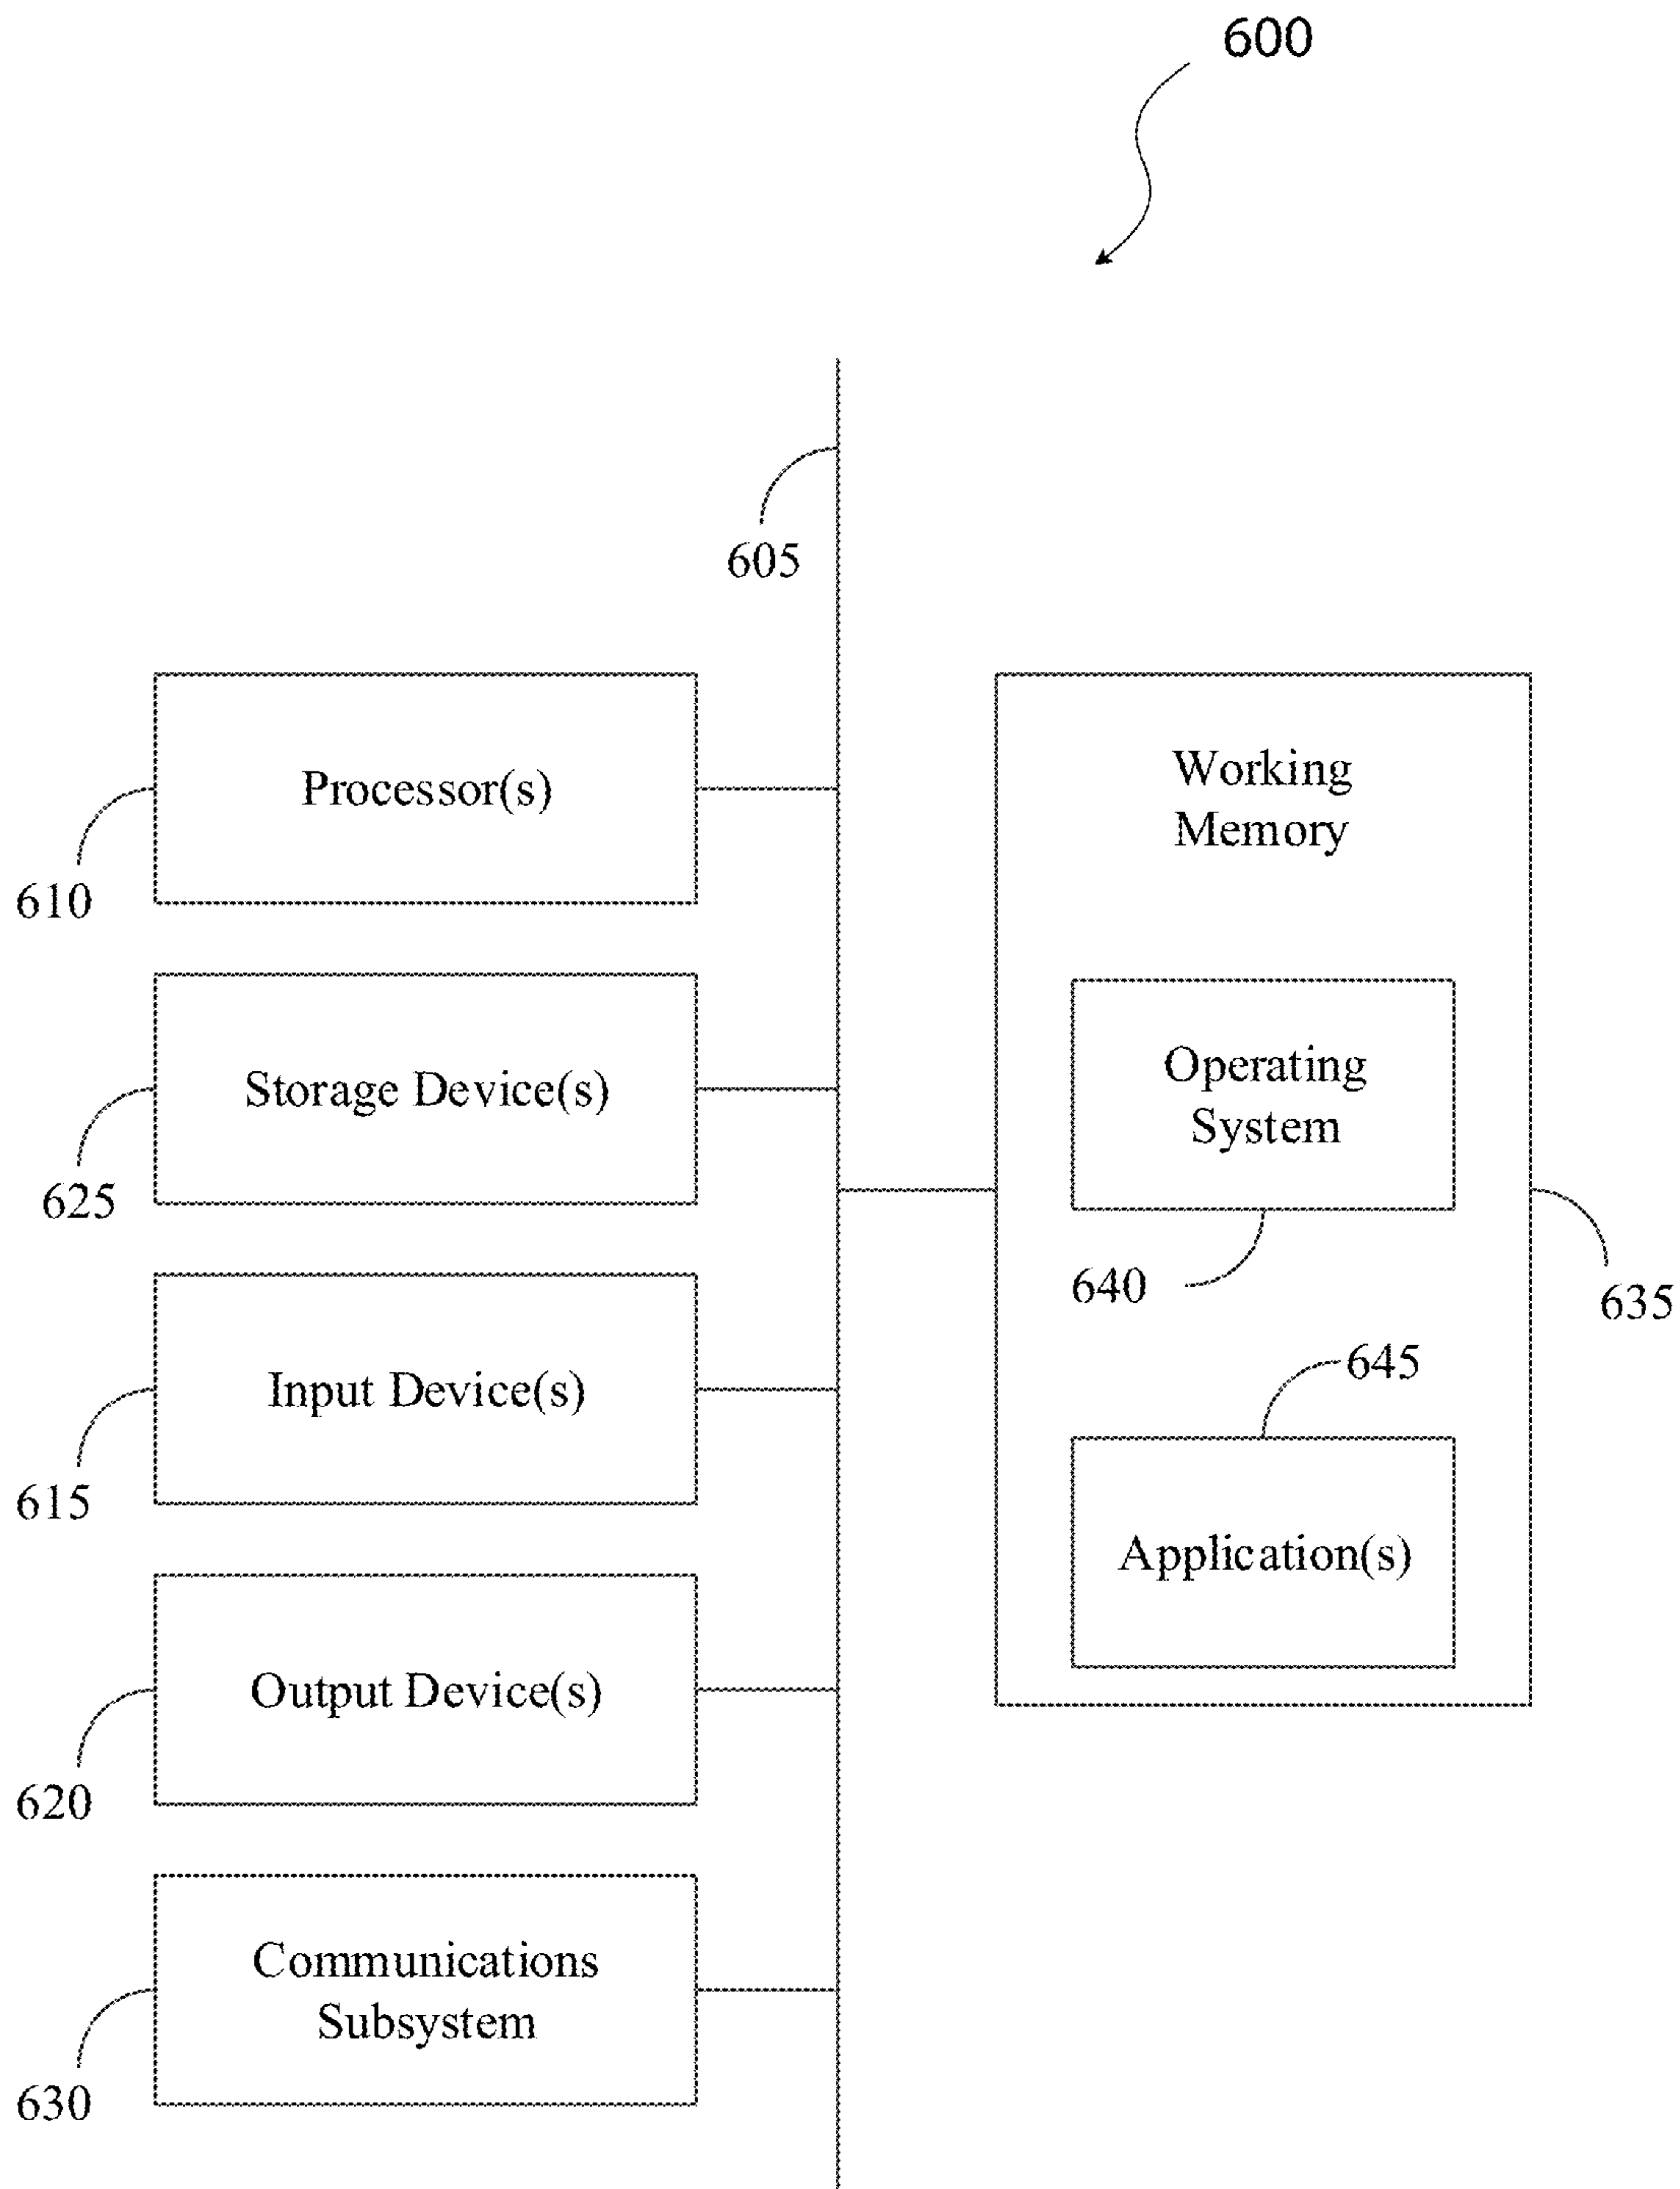 600
605
Processor(s)
610
Storage Device(s)
625
Input Device(s)
615
Output Device(s)
620
Communications
Subsystem
630
Working
Memory
Operating
System
640
635
645
Application(s)